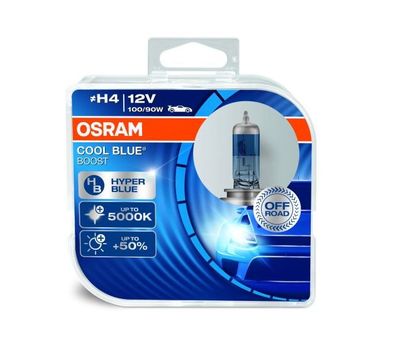 ≠H4 12V
100/90W
OSRAM
COOL BLUE®
BOOST
HB
HYPER
BLUE
UP TO
5000K
UP TO
+50%
OFF
ROAD